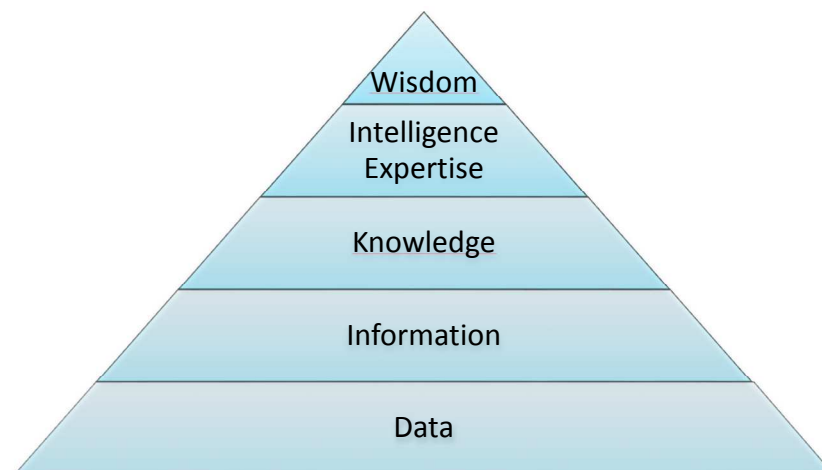 Wisdom
Intelligence
Expertise
Knowledge
Information
Data